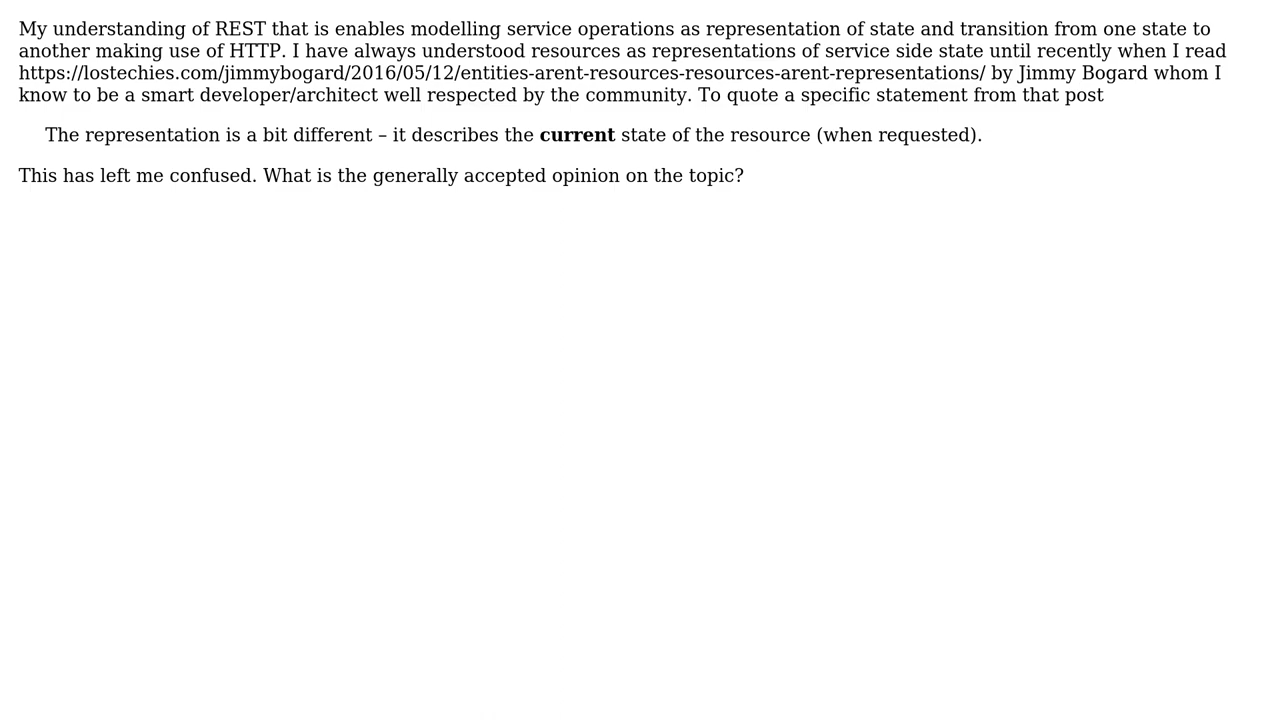 My understanding of REST that is enables modelling service operations as representation of state and transition from one state to
another making use of HTTP. I have always understood resources as representations of service side state until recently when I read
https://lostechies.com/jimmybogard/2016/05/12/entities-arent-resources-resources-arent-representations/ by Jimmy Bogard whom I
know to be a smart developer/architect well respected by the community. To quote a specific statement from that post
The representation is a bit different – it describes the current state of the resource (when requested).
This has left me confused. What is the generally accepted opinion on the topic?